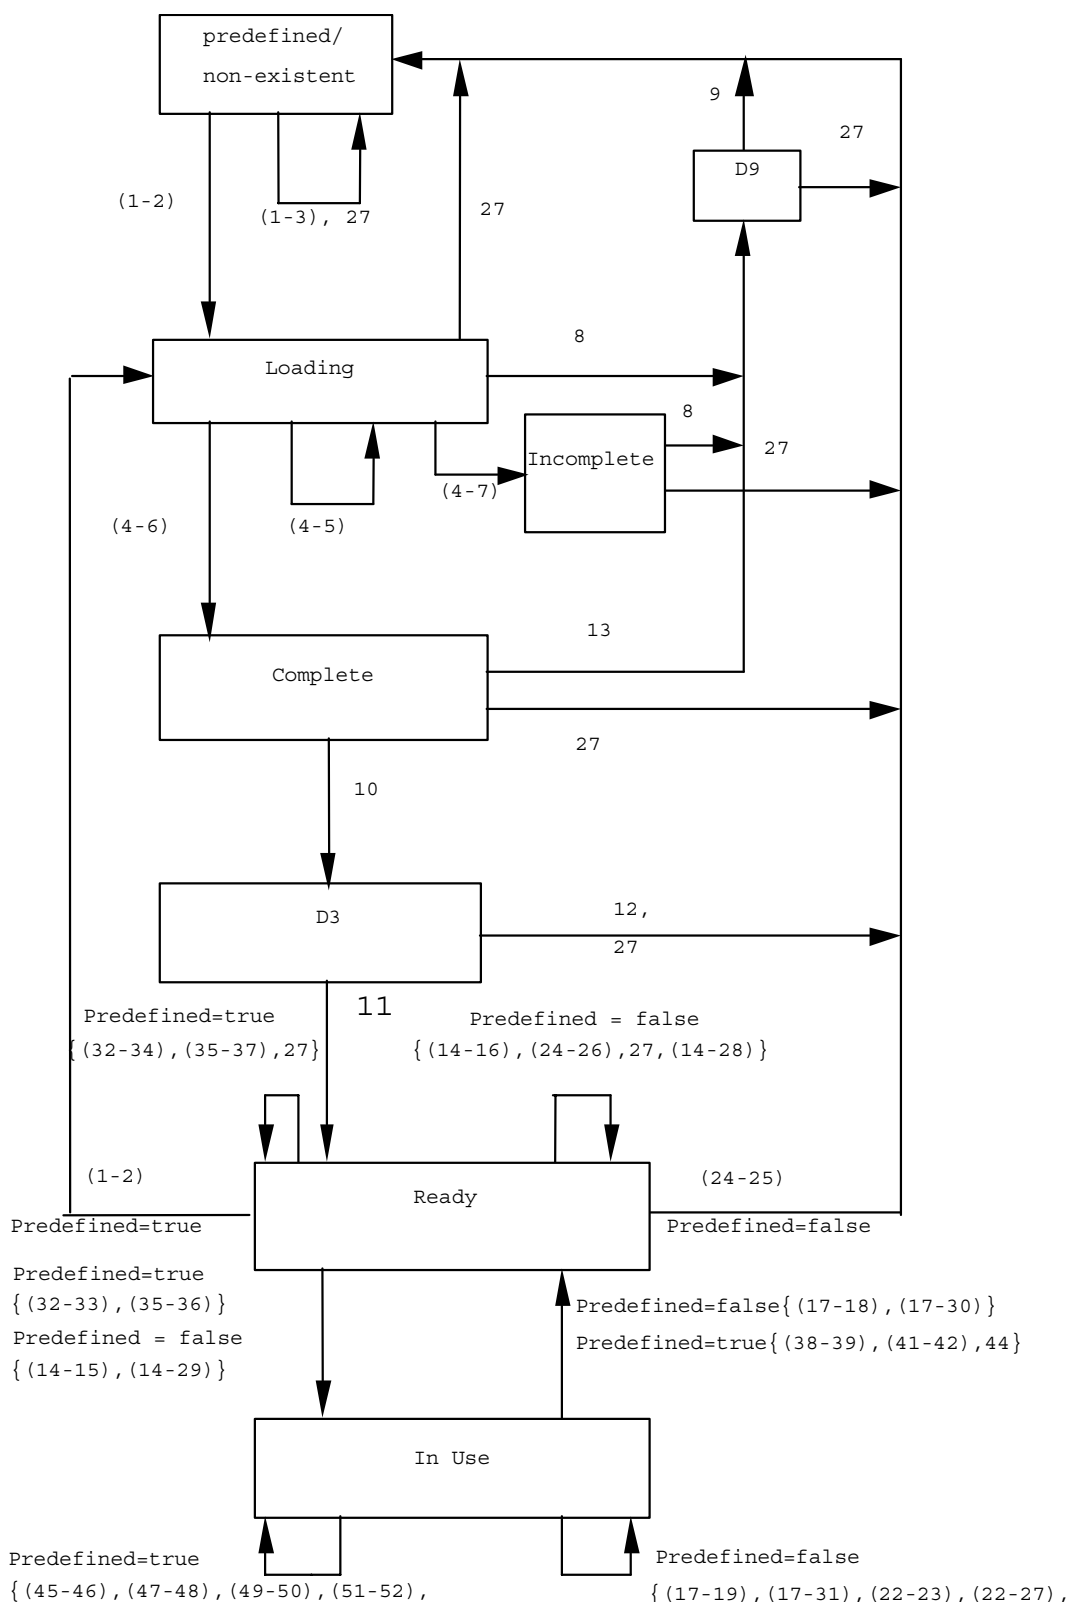 predefined/
non-existent
9
27
D9
(1-2)
(1-3), 27
27
8
Loading
8
27
Incomplete
(4-7)
(4-6)
(4-5)
13
Complete
27
10
12,
D3
27
11
Predefined=true
{(32-34),(35-37),27}
Predefined = false
{(14-16),(24-26),27,(14-28)}
(1-2)
Predefined=true
Ready
(24-25)
Predefined=false
Predefined=true
{(32-33),(35-36)}
Predefined = false
{(14-15),(14-29)}
Predefined=false{(17-18),(17-30)}
Predefined=true{(38-39),(41-42),44}
In Use
Predefined=true
{(45-46),(47-48),(49-50),(51-52),
Predefined=false
{(17-19),(17-31),(22-23),(22-27),